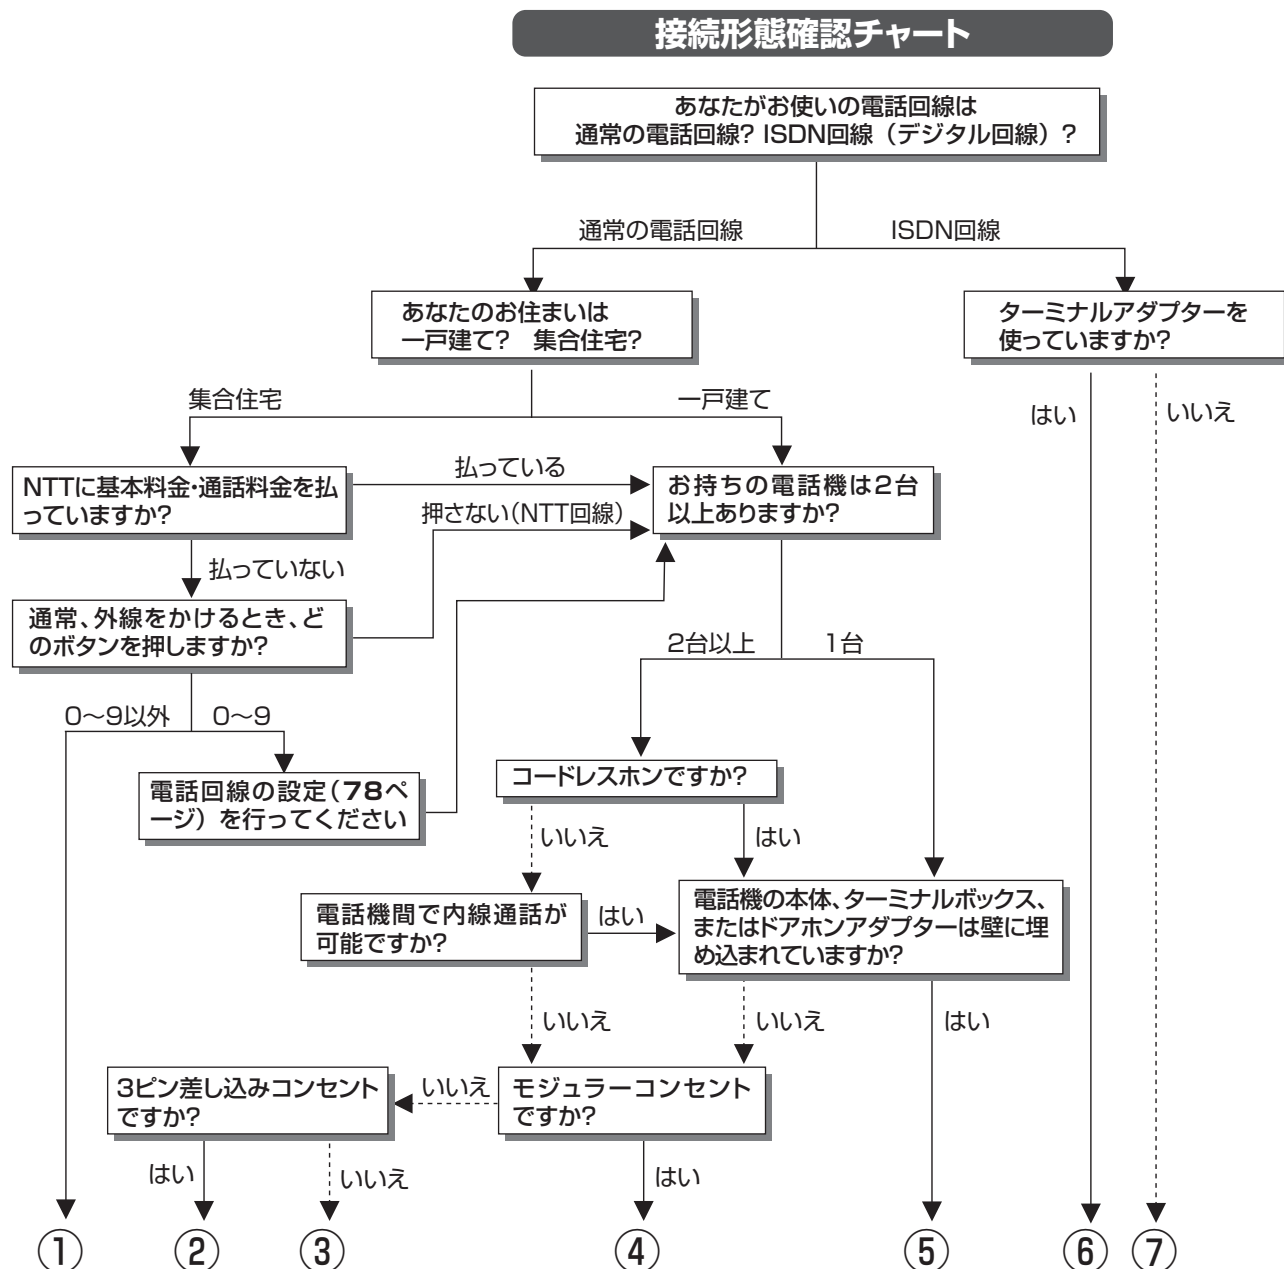 接続形態確認チャート
あなたがお使いの電話回線は
通常の電話回線? ISDN回線（デジタル回線）?
通常の電話回線
ISDN回線
あなたのお住まいは
一戸建て? 集合住宅?
ターミナルアダプターを
使っていますか?
集合住宅
一戸建て
はい
いいえ
NTTに基本料金・通話料金を払
っていますか?
払っている
お持ちの電話機は2台
以上ありますか?
押さない（NTT回線）
払っていない
通常、外線をかけるとき、ど
のボタンを押しますか?
2台以上
1台
0〜9以外
0〜9
コードレスホンですか?
電話回線の設定（78ペ
ージ）を行ってください
いいえ
はい
電話機間で内線通話が
可能ですか?
はい
電話機の本体、ターミナルボックス、
またはドアホンアダプターは壁に埋
め込まれていますか?
いいえ
いいえ
はい
3ピン差し込みコンセント
ですか?
いいえ
モジュラーコンセント
ですか?
はい
いいえ
はい
①
②
③
④
⑤
⑥
⑦